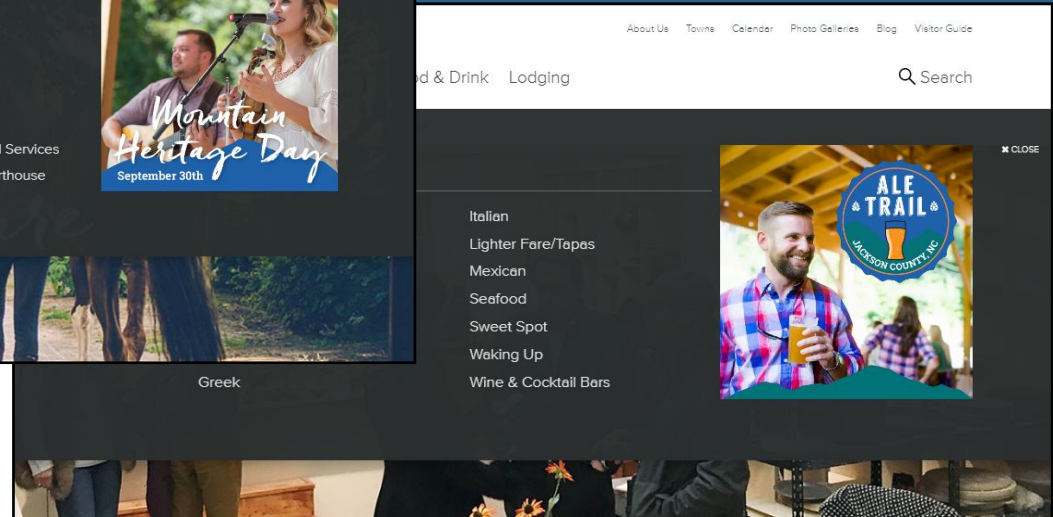 About Us Towns Calendar Photo Galleries Blog Visitor Guide
& Drink Lodging
Search
Mountain
Heritage Day
September 30th
Services
CLOSE
ALE
TRAIL
JACKSON COUNTY, NC
Italian
Lighter Fare/Tapas
Mexican
Seafood
Sweet Spot
Waking Up
Greek
Wine & Cocktail Bars